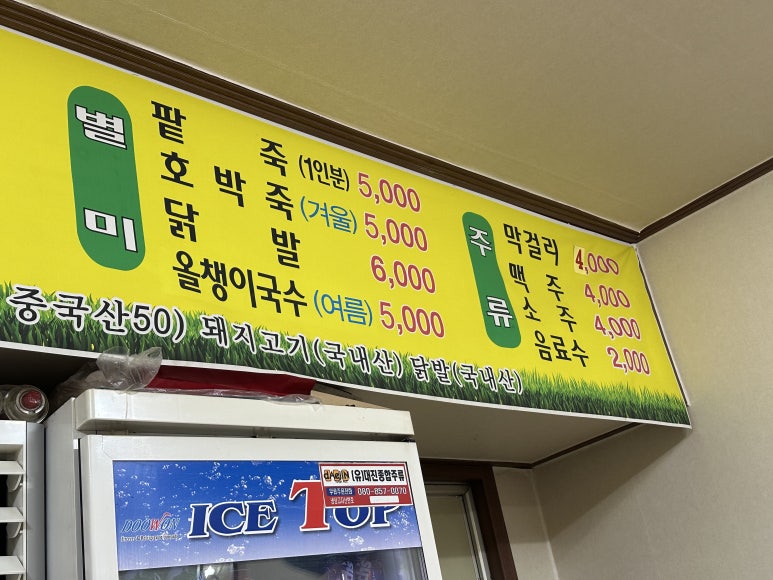 별미
팥죽(1인분) 5,000
호박죽(겨울) 5,000
닭발 6,000
올챙이국수(여름) 5,000
주류
막걸러 4,000
맥주 4,000
소주 4,000
음료수 2,000
중국산50) 돼지고기(국내산) 닭발(국내산)
DOOWON
ICE TOP
(유)대진종합주류
080-857-0070